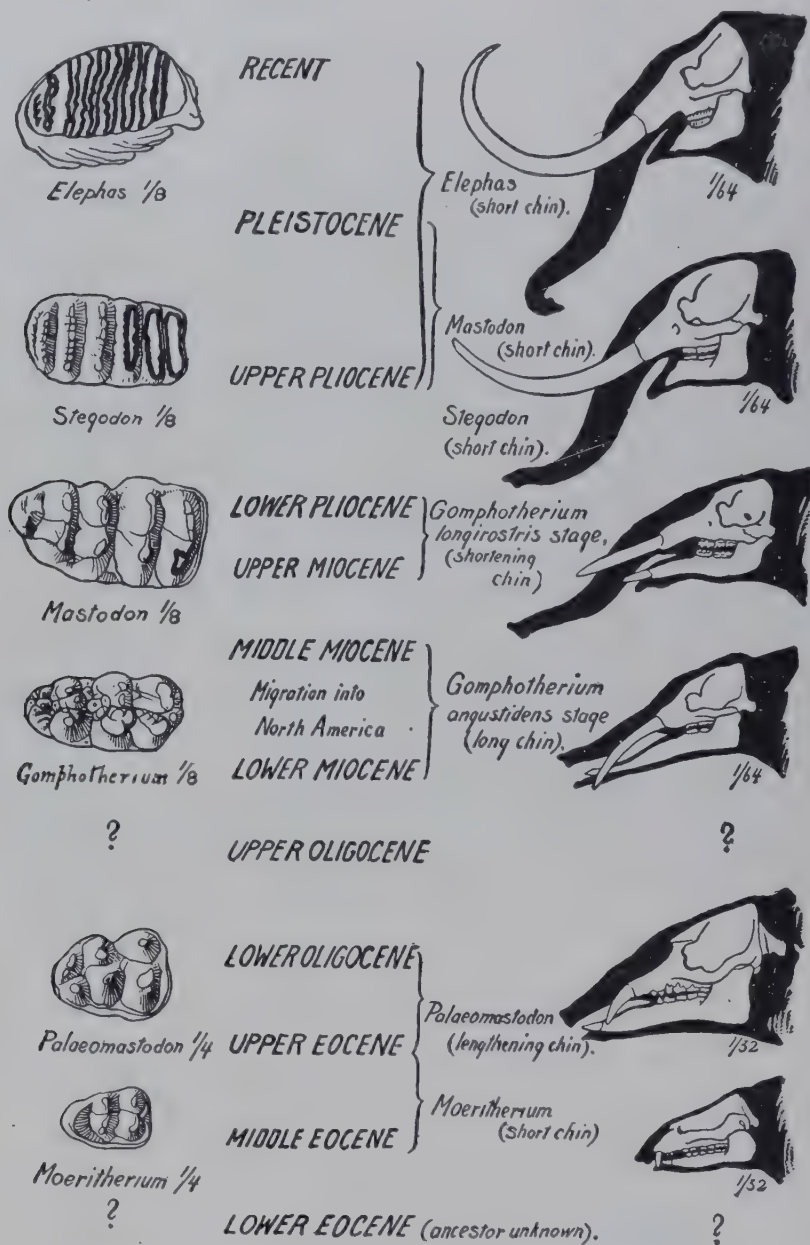 RECENT
Elephas 1/8
Elephas
(short chin).
1/64
PLEISTOCENE
Mastodon
(short chin).
UPPER PLIOCENE
1/64
Stegodon 1/8
Stegodon
(short chin).
LOWER PLIOCENE
Gomphotherium
longirostris stage,
(shortening
chin)
UPPER MIOCENE
Mastodon 1/8
MIDDLE MIOCENE
Migration into
North America
Gomphotherium
angustidens stage
(long chin).
LOWER MIOCENE
Gomphotherium 1/8
1/64
?
?
UPPER OLIGOCENE
LOWER OLIGOCENE
Palaeomastodon 1/4
UPPER EOCENE
Palaeomastodon
(lengthening chin).
1/32
Moeritherium
(short chin)
MIDDLE EOCENE
Moeritherium 1/4
1/32
?
LOWER EOCENE (ancestor unknown).
?